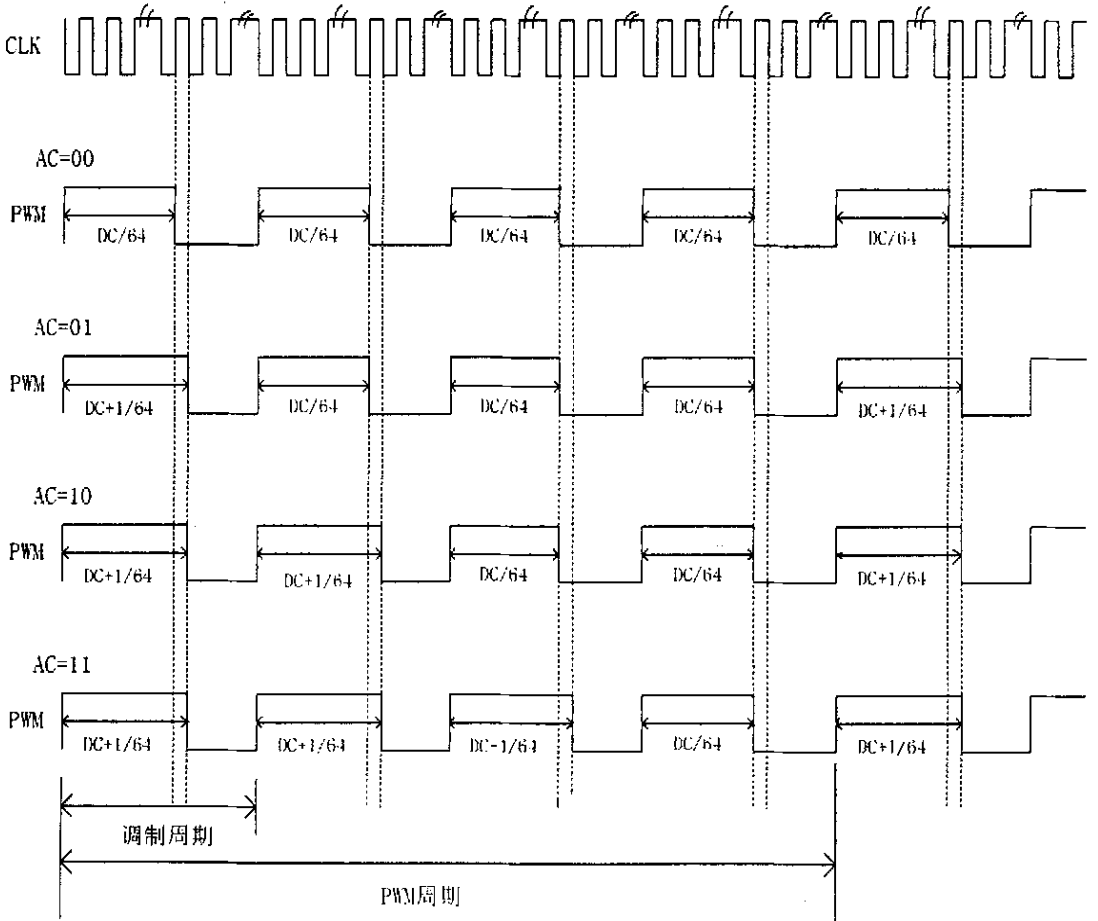 CLK
AC=00
PWM
DC/64 DC/64 DC/64 DC/64 DC/64
AC=01
PWM
DC+1/64 DC/64 DC/64 DC/64 DC+1/64
AC=10
PWM
DC+1/64 DC+1/64 DC/64 DC/64 DC+1/64
AC=11
PWM
DC+1/64 DC+1/64 DC-1/64 DC/64 DC+1/64
调制周期
PWM周期